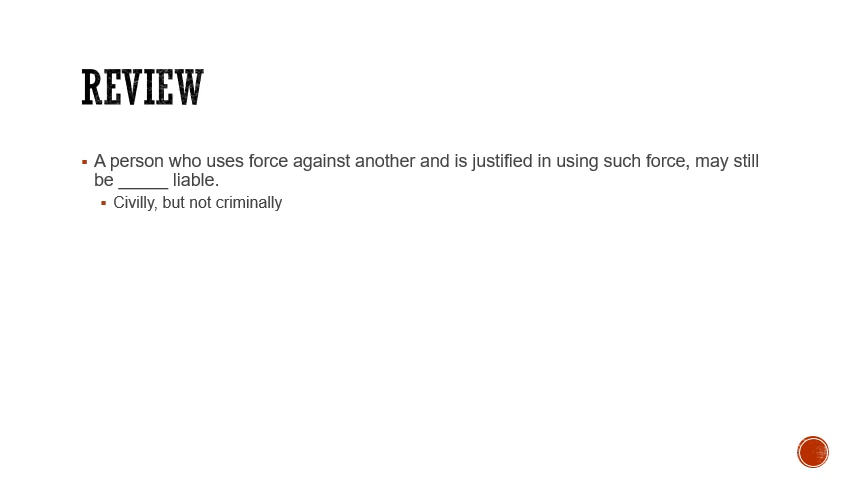 REVIEW
▪ A person who uses force against another and is justified in using such force, may still
be _____ liable.
▪ Civilly, but not criminally